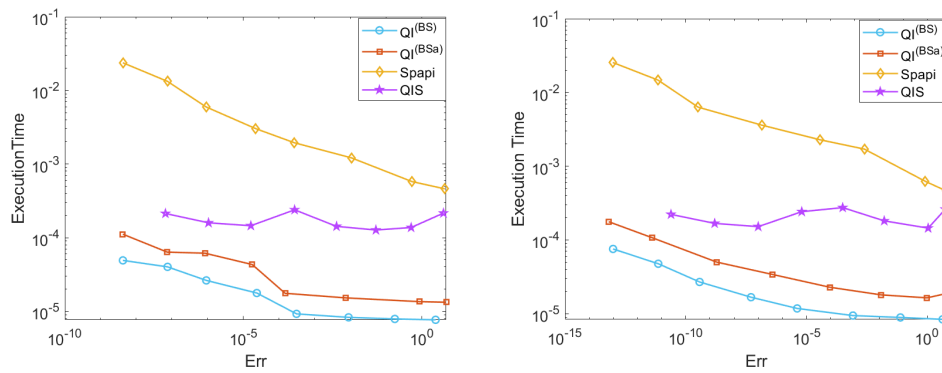 10^-1
10^-2
10^-3
10^-4
10^-5
ExecutionTime
10^-10
10^-5
10^0
Err
QI^(BS)
QI^(BSa)
Spapi
QIS
10^-1
10^-2
10^-3
10^-4
10^-5
Execution Time
10^-15
10^-10
10^-5
10^0
Err
QI^(BS)
QI^(BSa)
Spapi
QIS